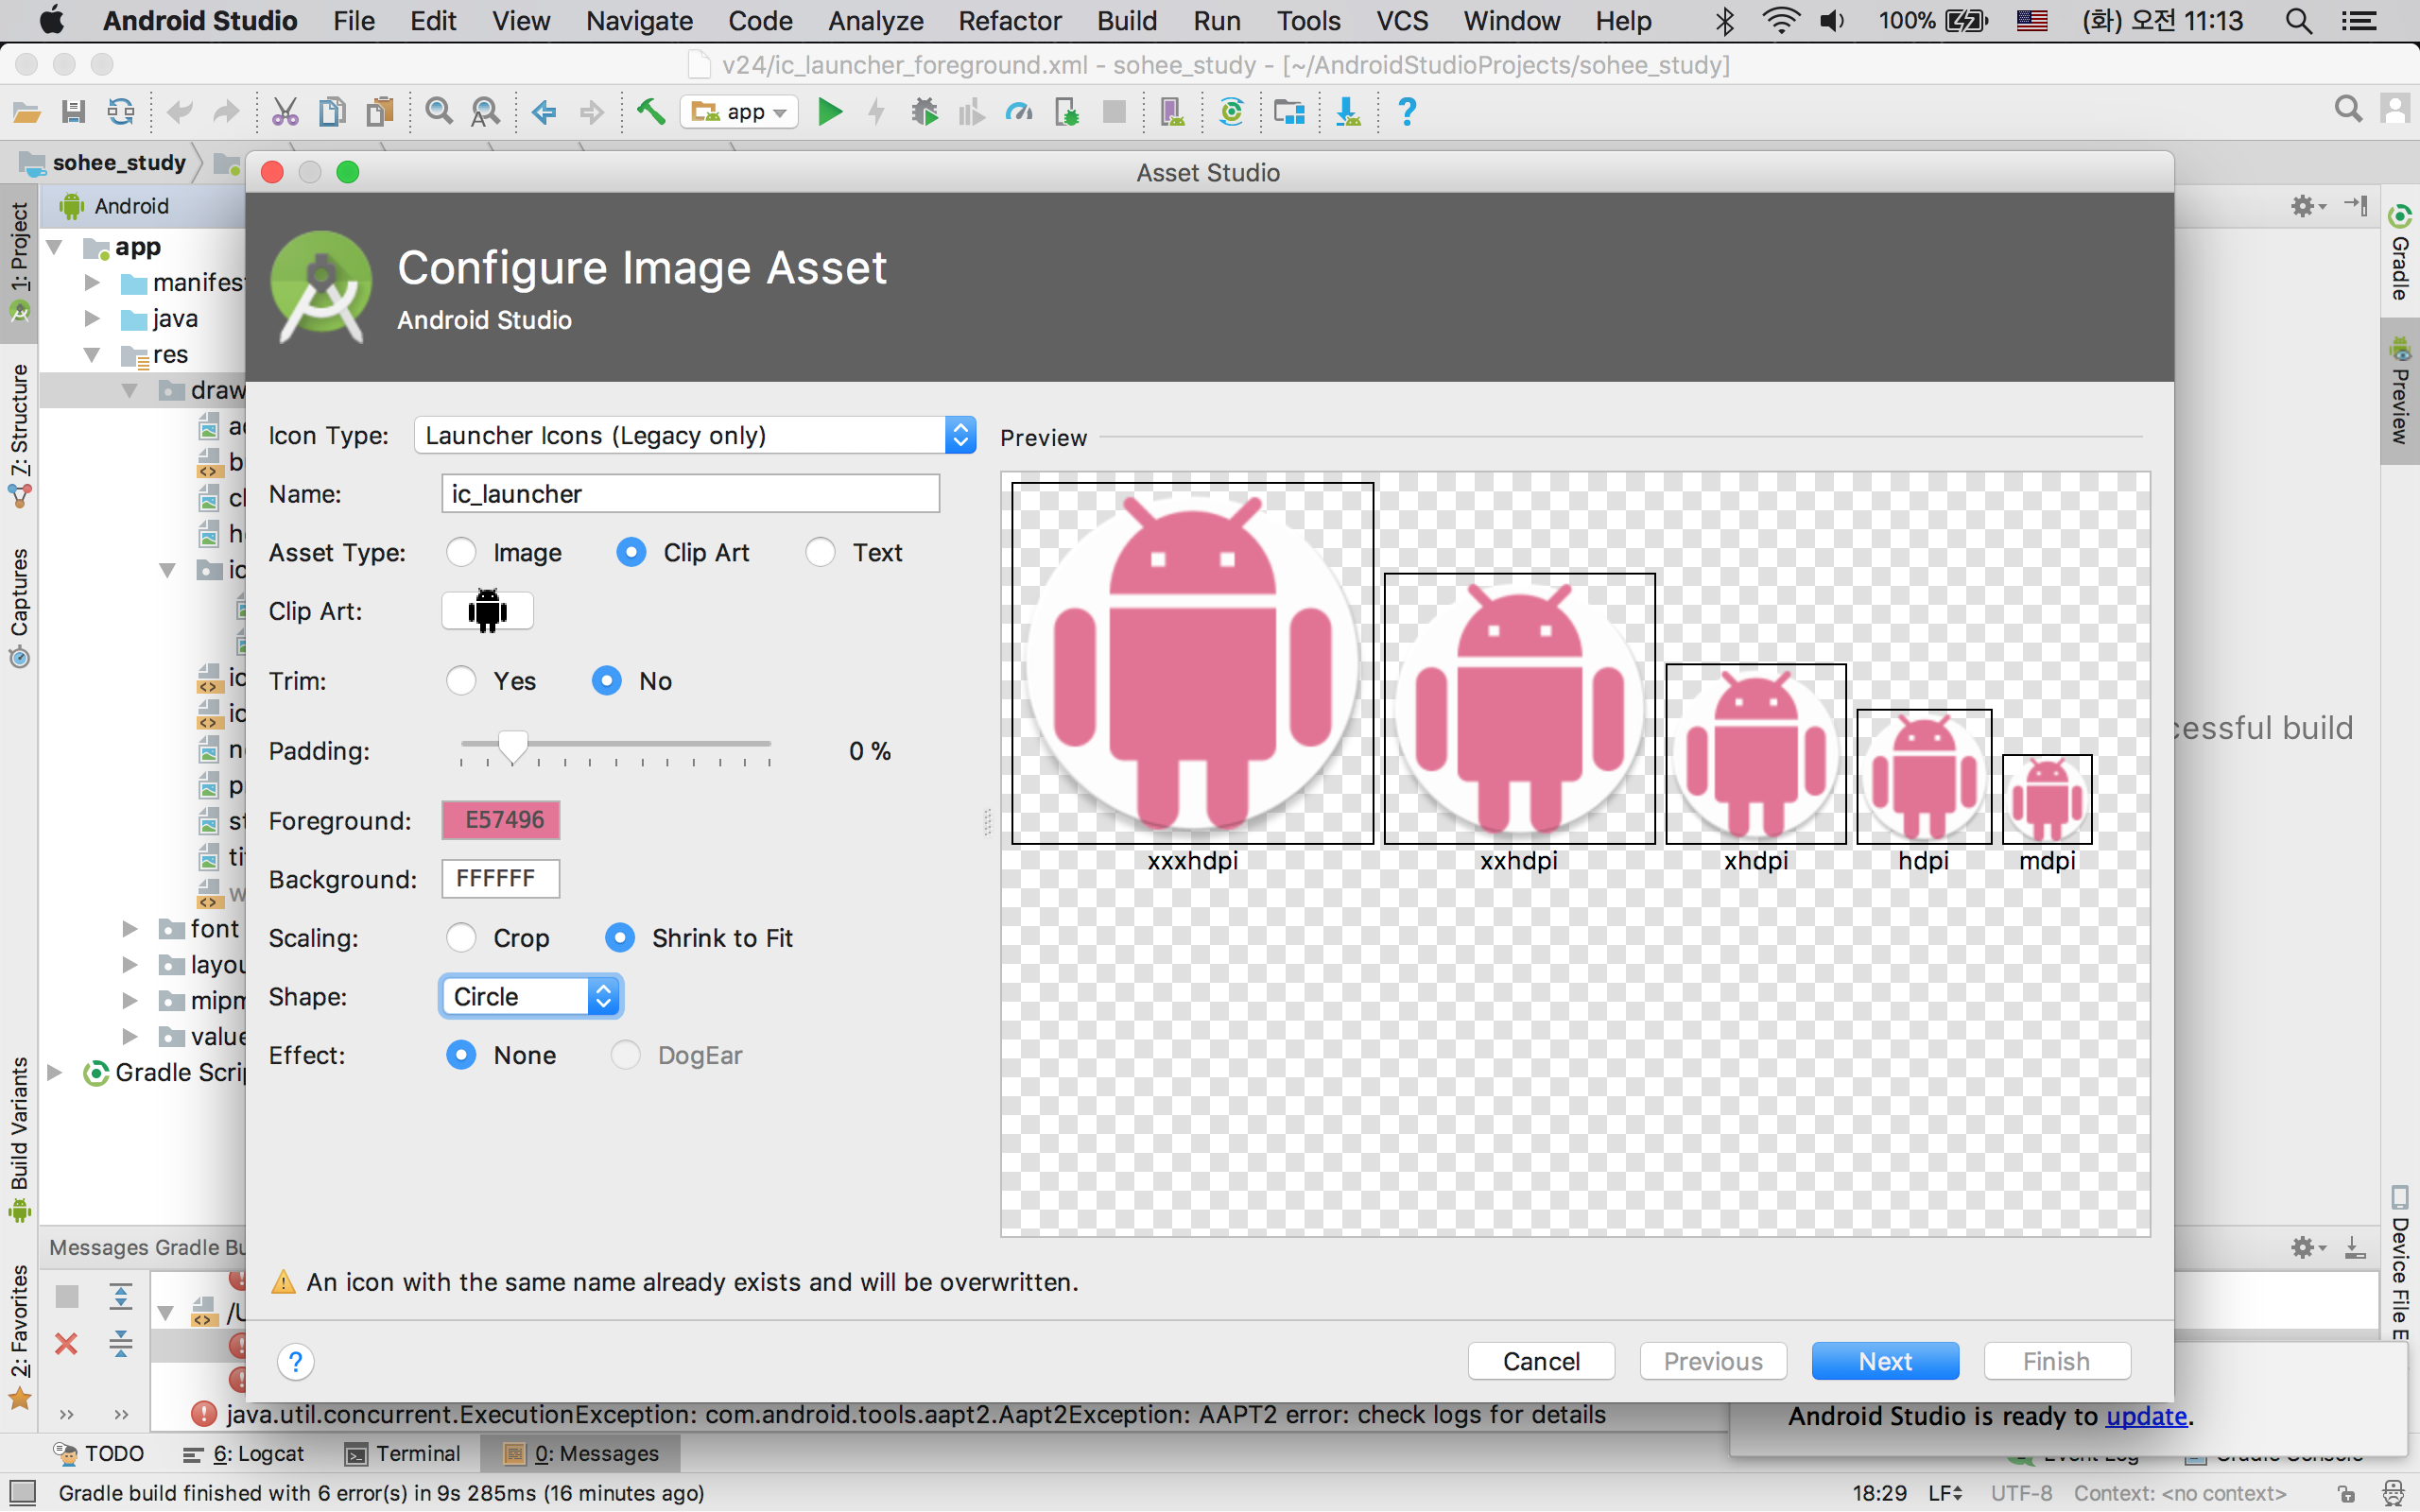 Android Studio File Edit View Navigate Code Analyze Refactor Build Run Tools VCS Window Help 100% (화) 오전 11:13
v24/ic_launcher_foreground.xml - sohee_study - [~/AndroidStudioProjects/sohee_study]
app
sohee_study
Asset Studio
1: Project
7: Structure
Captures
Build Variants
2: Favorites
Android
app
manifes
java
res
draw
font
layou
mipm
value
Gradle Scri
Configure Image Asset
Android Studio
Icon Type: Launcher Icons (Legacy only)
Name: ic_launcher
Asset Type: Image Clip Art Text
Clip Art:
Trim: Yes No
Padding: 0 %
Foreground: E57496
Background: FFFFFF
Scaling: Crop Shrink to Fit
Shape: Circle
Effect: None DogEar
Preview
xxxhdpi xxhdpi xhdpi hdpi mdpi
An icon with the same name already exists and will be overwritten.
? Cancel Previous Next Finish
cessful build
Gradle
Preview
Device File E
Messages Gradle Bu
java.util.concurrent.ExecutionException: com.android.tools.aapt2.Aapt2Exception: AAPT2 error: check logs for details
Android Studio is ready to update.
TODO 6: Logcat Terminal 0: Messages
Gradle build finished with 6 error(s) in 9s 285ms (16 minutes ago) 18:29 LF UTF-8 Context: <no context>